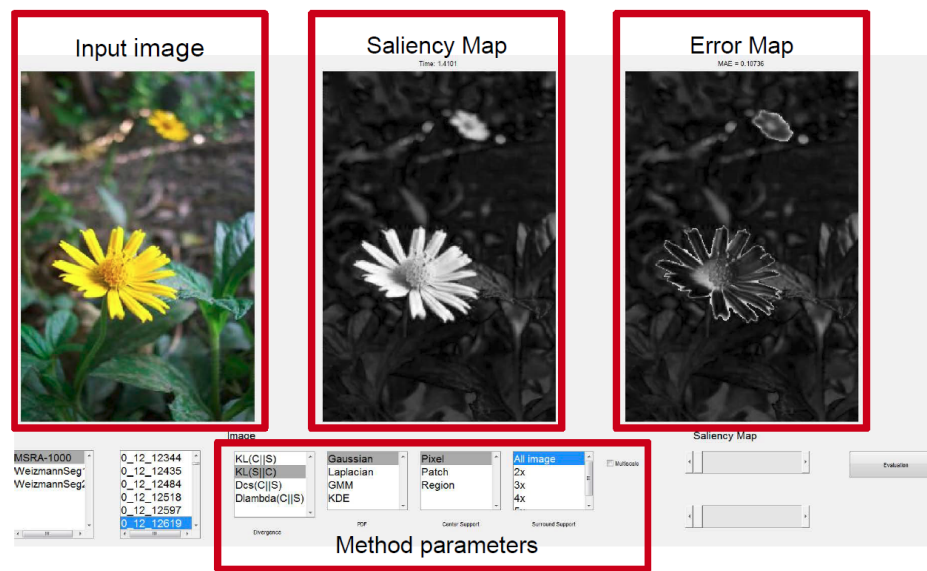 Input image
Saliency Map
Error Map
Time: 1.4101
MAE = 0.10736
Image
Saliency Map
MSRA-1000
WeizmannSeg1
WeizmannSeg2
0_12_12344
0_12_12435
0_12_12484
0_12_12518
0_12_12597
0_12_12619
KL(C||S)
KL(S||C)
Dcs(C||S)
Dlambda(C||S)
Divergence
Gaussian
Laplacian
GMM
KDE
PDF
Pixel
Patch
Region
Center Support
All image
2x
3x
4x
Surround Support
Multiscale
Evaluation
Method parameters